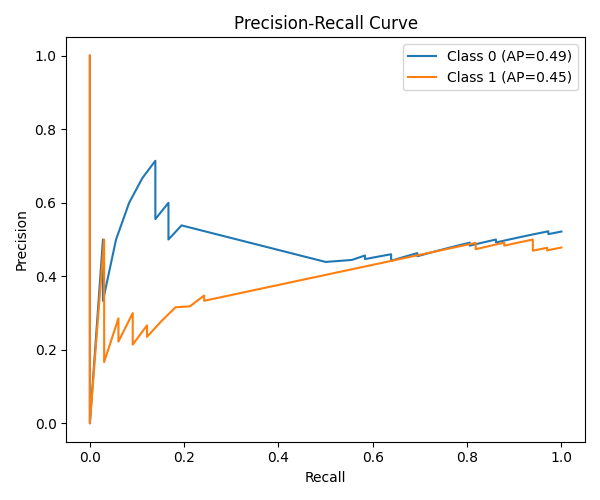 Precision-Recall Curve
Class 0 (AP=0.49)
Class 1 (AP=0.45)
Precision
1.0
0.8
0.6
0.4
0.2
0.0
0.0 0.2 0.4 0.6 0.8 1.0
Recall